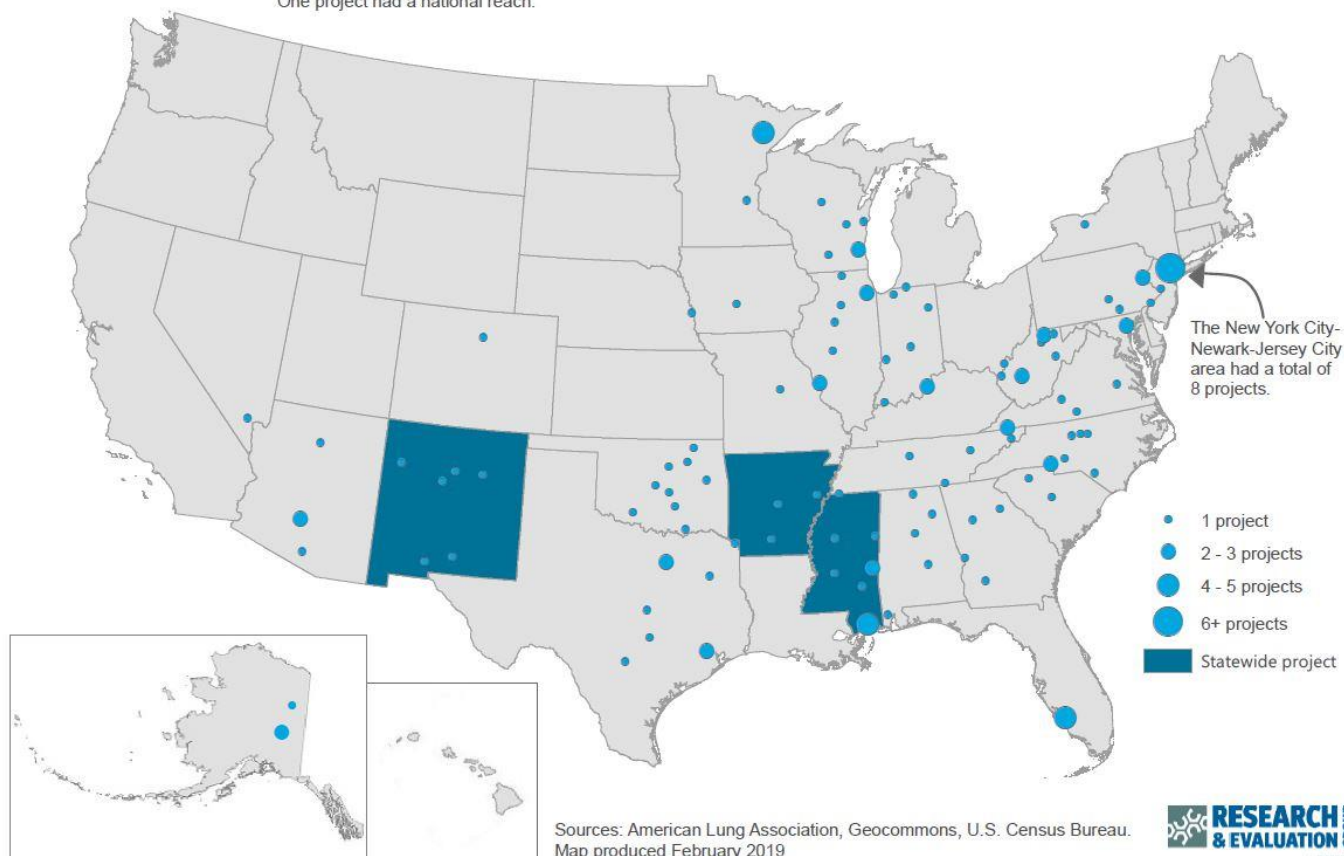 One project had a national reach.
The New York City-
Newark-Jersey City
area had a total of
8 projects.
1 project
2 - 3 projects
4 - 5 projects
6+ projects
Statewide project
Sources: American Lung Association, Geocommons, U.S. Census Bureau.
Map produced February 2019
RESEARCH
& EVALUATION